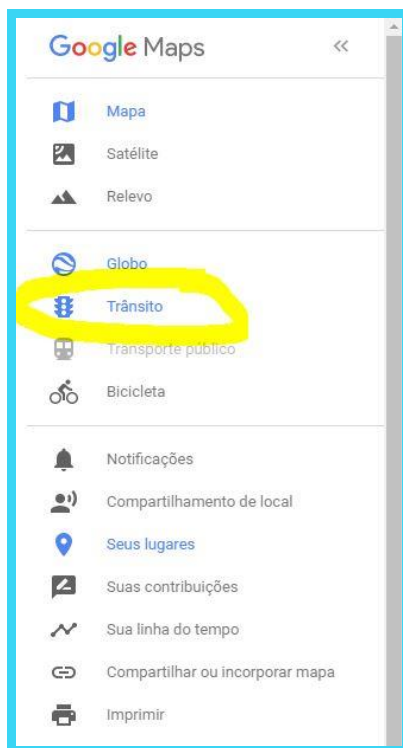 Google Maps
Mapa
Satélite
Relevo
Globo
Trânsito
Transporte público
Bicicleta
Notificações
Compartilhamento de local
Seus lugares
Suas contribuições
Sua linha do tempo
Compartilhar ou incorporar mapa
Imprimir